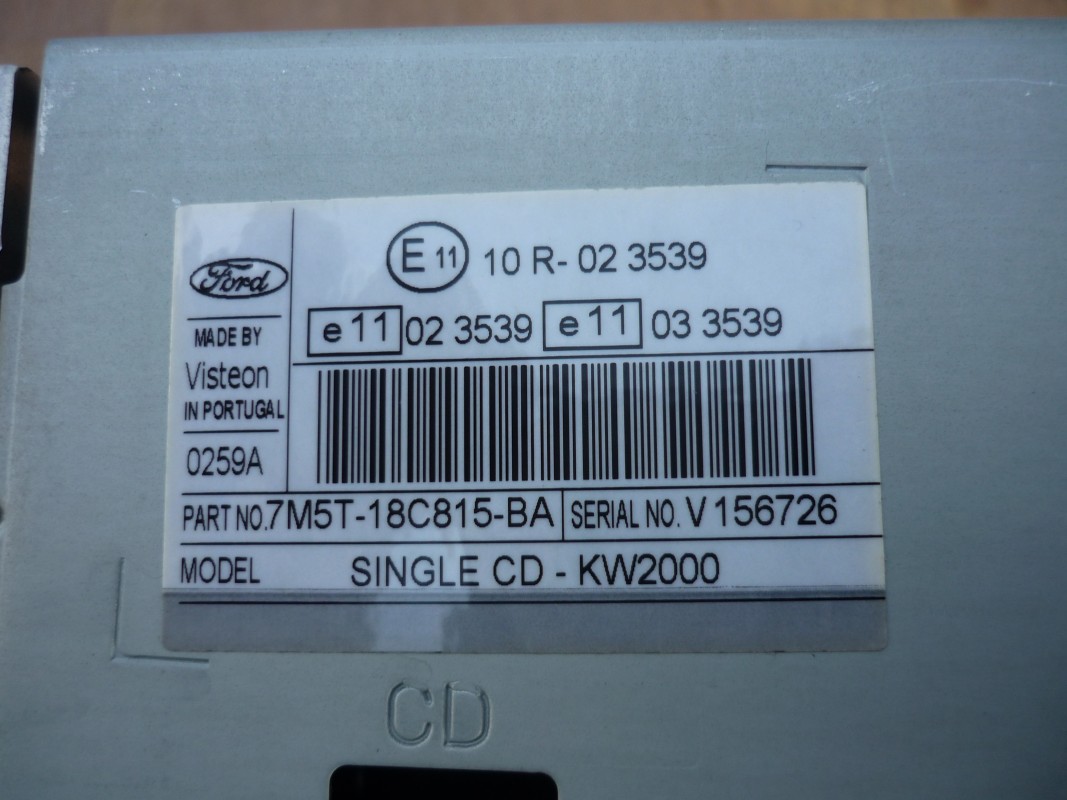 E 11 10 R- 02 3539
Ford
e 11 02 3539 e 11 03 3539
MADE BY
Visteon
IN PORTUGAL
0259A
PART NO. 7M5T-18C815-BA SERIAL NO. V 156726
MODEL SINGLE CD - KW2000
CD